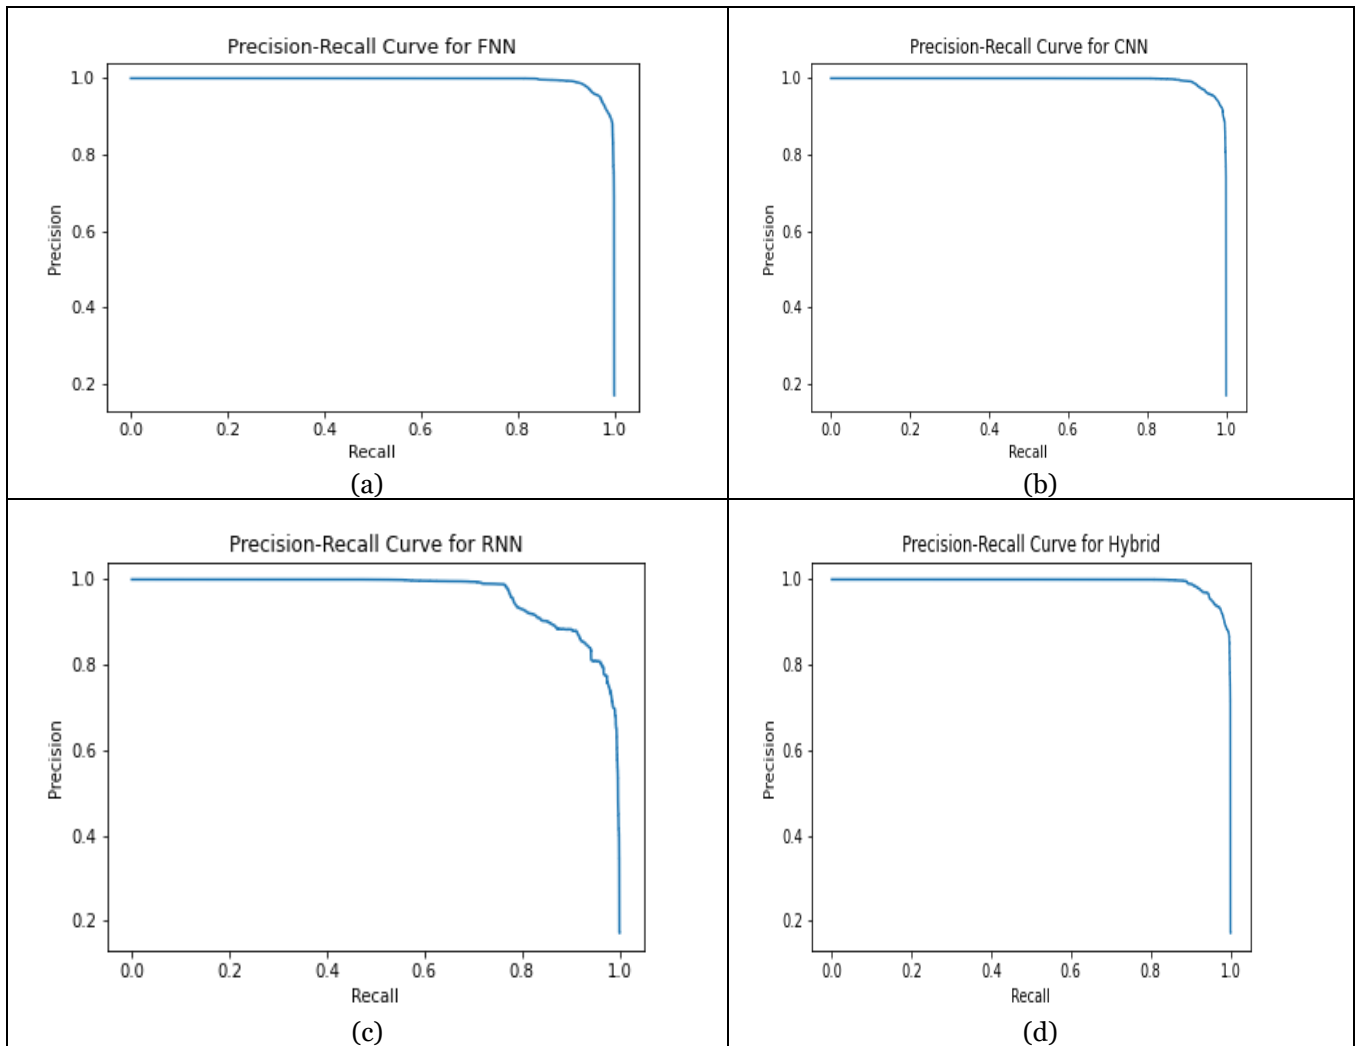 Precision-Recall Curve for FNN
1.0
0.8
0.6
0.4
0.2
Precision
0.0 0.2 0.4 0.6 0.8 1.0
Recall
(a)
Precision-Recall Curve for CNN
1.0
0.8
0.6
0.4
0.2
Precision
0.0 0.2 0.4 0.6 0.8 1.0
Recall
(b)
Precision-Recall Curve for RNN
1.0
0.8
0.6
0.4
0.2
Precision
0.0 0.2 0.4 0.6 0.8 1.0
Recall
(c)
Precision-Recall Curve for Hybrid
1.0
0.8
0.6
0.4
0.2
Precision
0.0 0.2 0.4 0.6 0.8 1.0
Recall
(d)